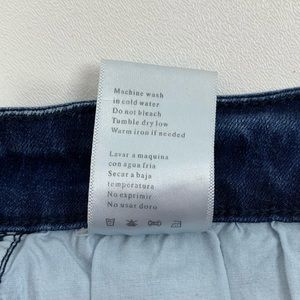 Machine wash
in cold water
Do not bleach
Tumble dry low
Warm iron if needed
Lavar a maquina
con agua fria
Secar a baja
temporatura
No exprimir
No usar doro